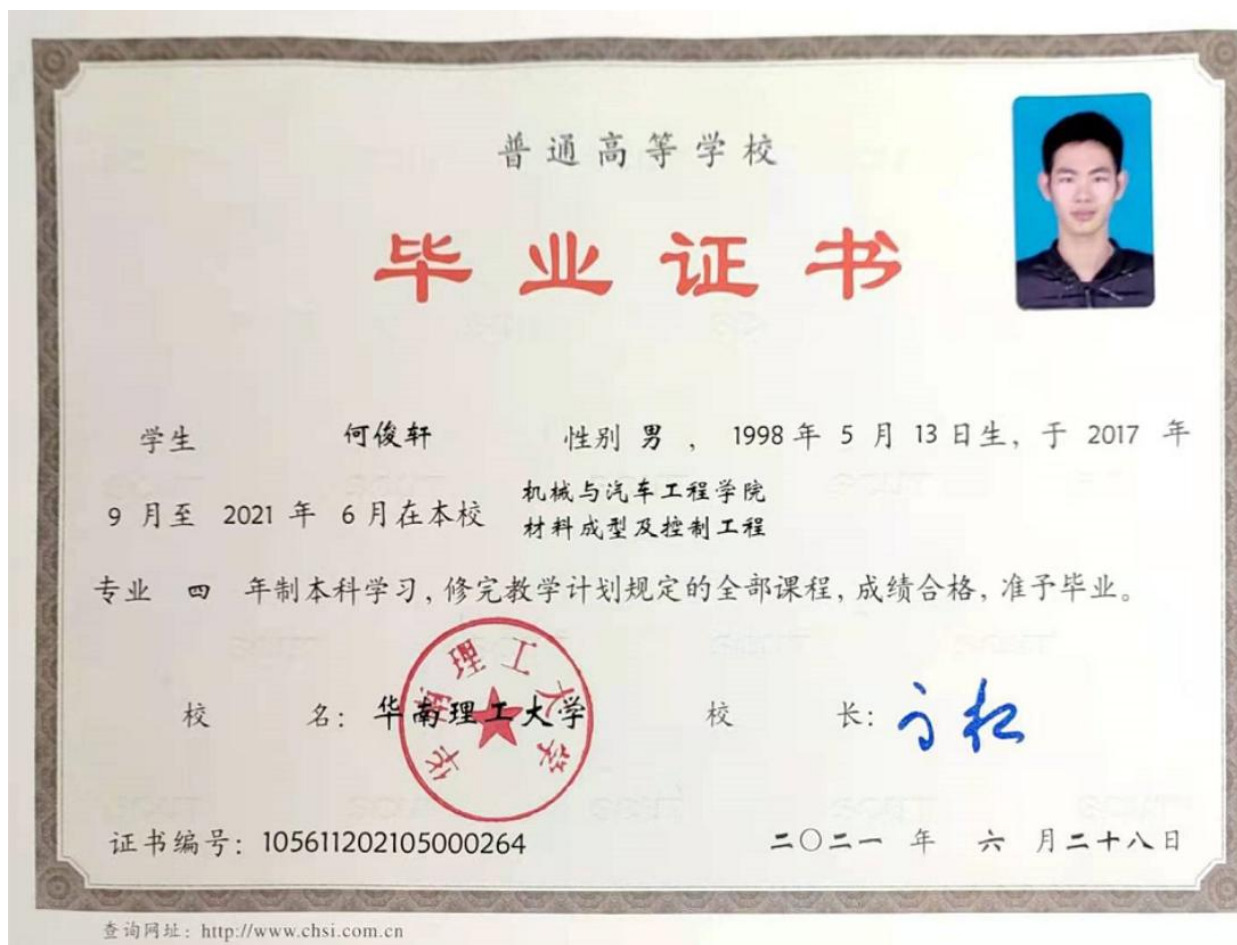 普通高等学校
毕业证书
学生 何俊轩 性别 男 , 1998 年 5 月 13 日生, 于 2017 年
9 月至 2021 年 6 月在本校 机械与汽车工程学院
材料成型及控制工程
专业 四 年制本科学习, 修完教学计划规定的全部课程, 成绩合格, 准予毕业。
华南理工大学
校 名: 华南理工大学 校 长:
证书编号: 105611202105000264 二〇二一 年 六 月二十八日
查询网址: http://www.chsi.com.cn